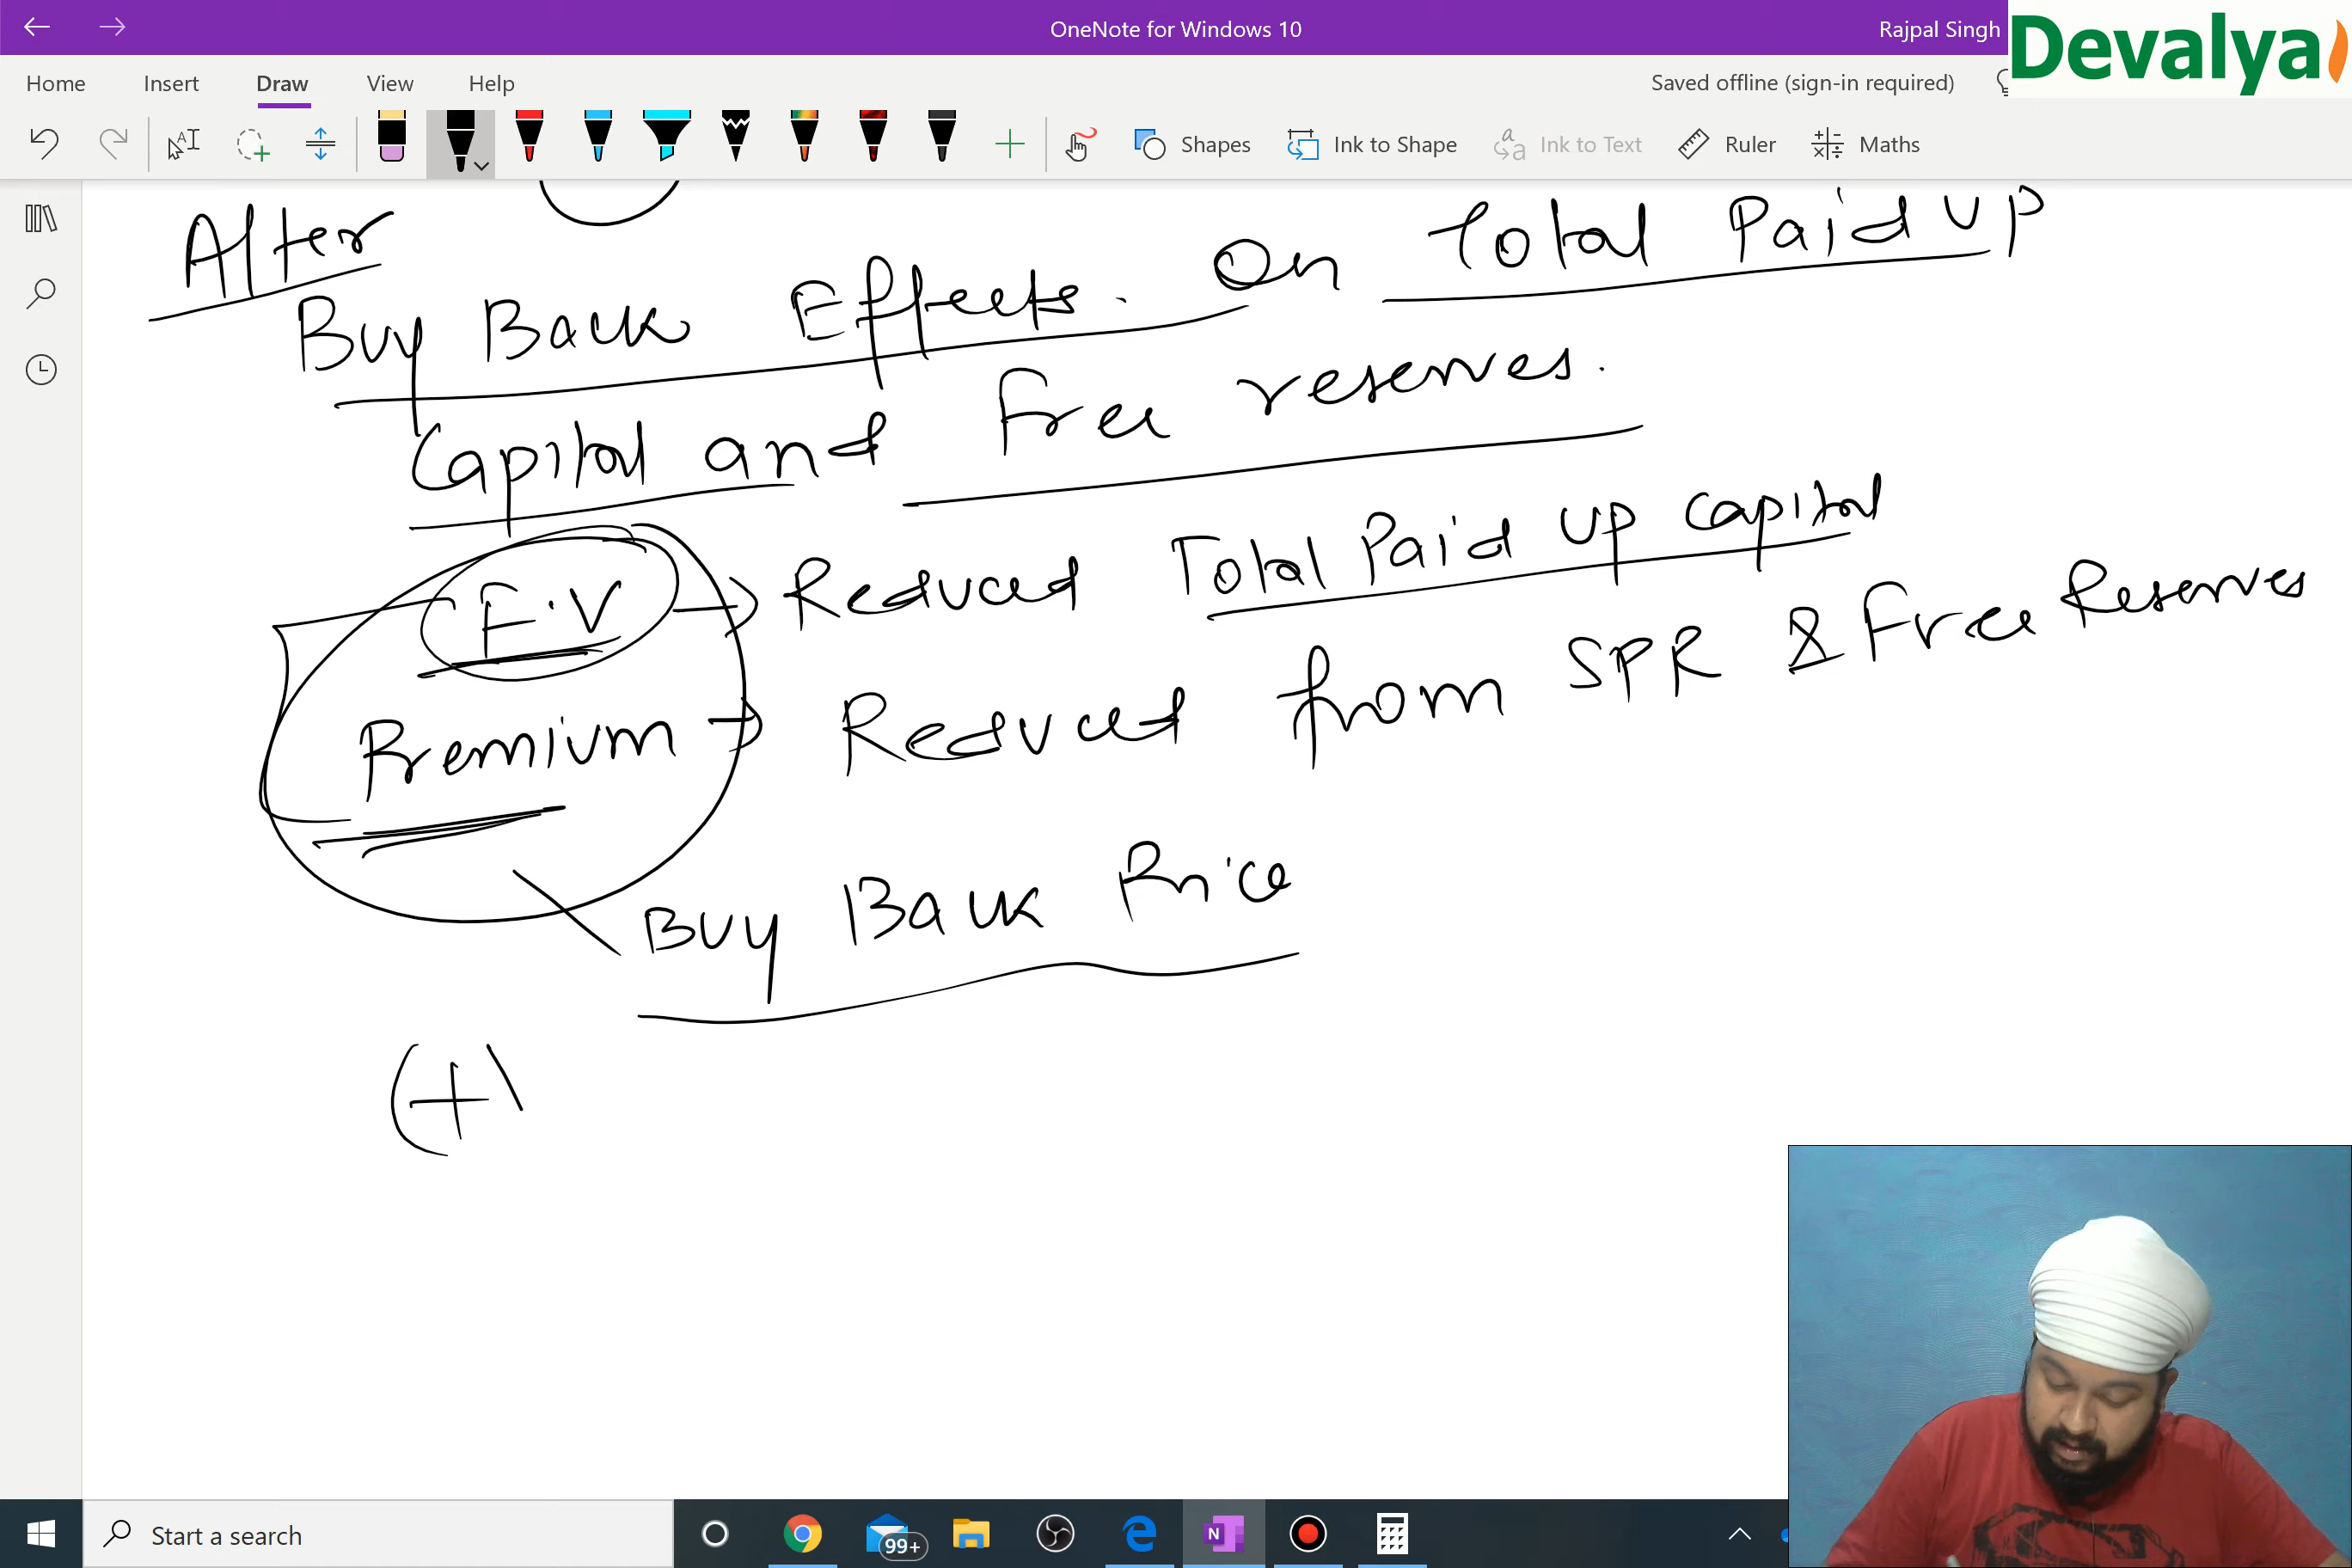 OneNote for Windows 10
Rajpal Singh
Devalya
Home Insert Draw View Help
Saved offline (sign-in required)
Shapes Ink to Shape Ink to Text Ruler Maths
After
Buy Back Effects. On Total Paid up
Capital and Free reserves.
F.V → Reduced Total Paid up capital
Premium → Reduced from SPR & Free Reserves
Buy Back Price
(+)
Start a search
99+